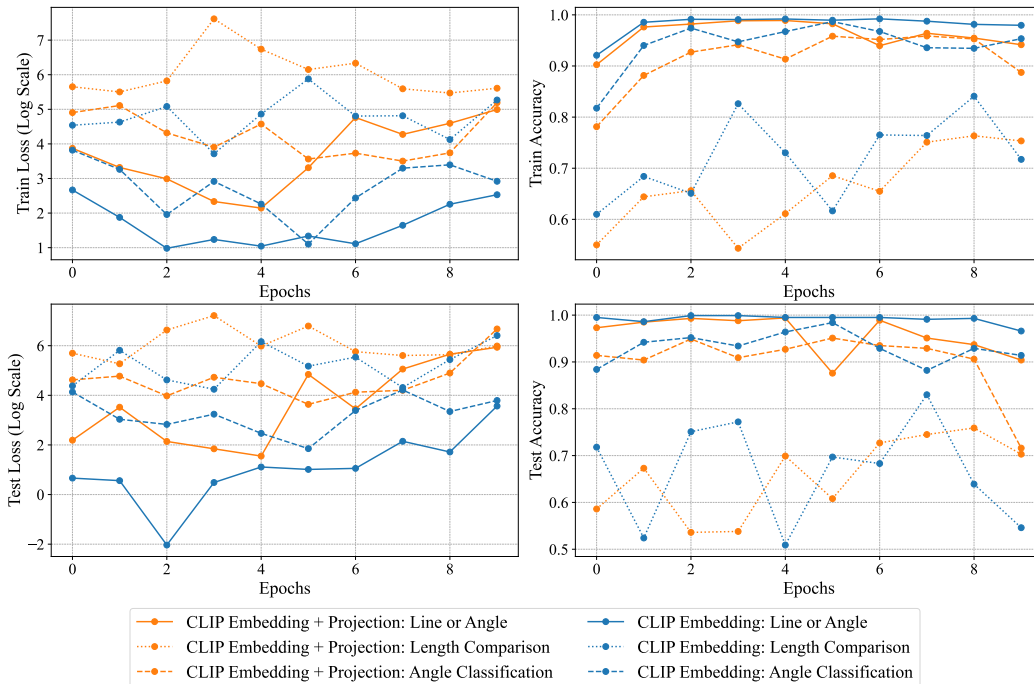 7
6
5
4
3
2
1
Train Loss (Log Scale)
0 2 4 6 8
Epochs
1.0
0.9
0.8
0.7
0.6
Train Accuracy
0 2 4 6 8
Epochs
6
4
2
0
−2
Test Loss (Log Scale)
0 2 4 6 8
Epochs
1.0
0.9
0.8
0.7
0.6
0.5
Test Accuracy
0 2 4 6 8
Epochs
CLIP Embedding + Projection: Line or Angle
CLIP Embedding + Projection: Length Comparison
CLIP Embedding + Projection: Angle Classification
CLIP Embedding: Line or Angle
CLIP Embedding: Length Comparison
CLIP Embedding: Angle Classification